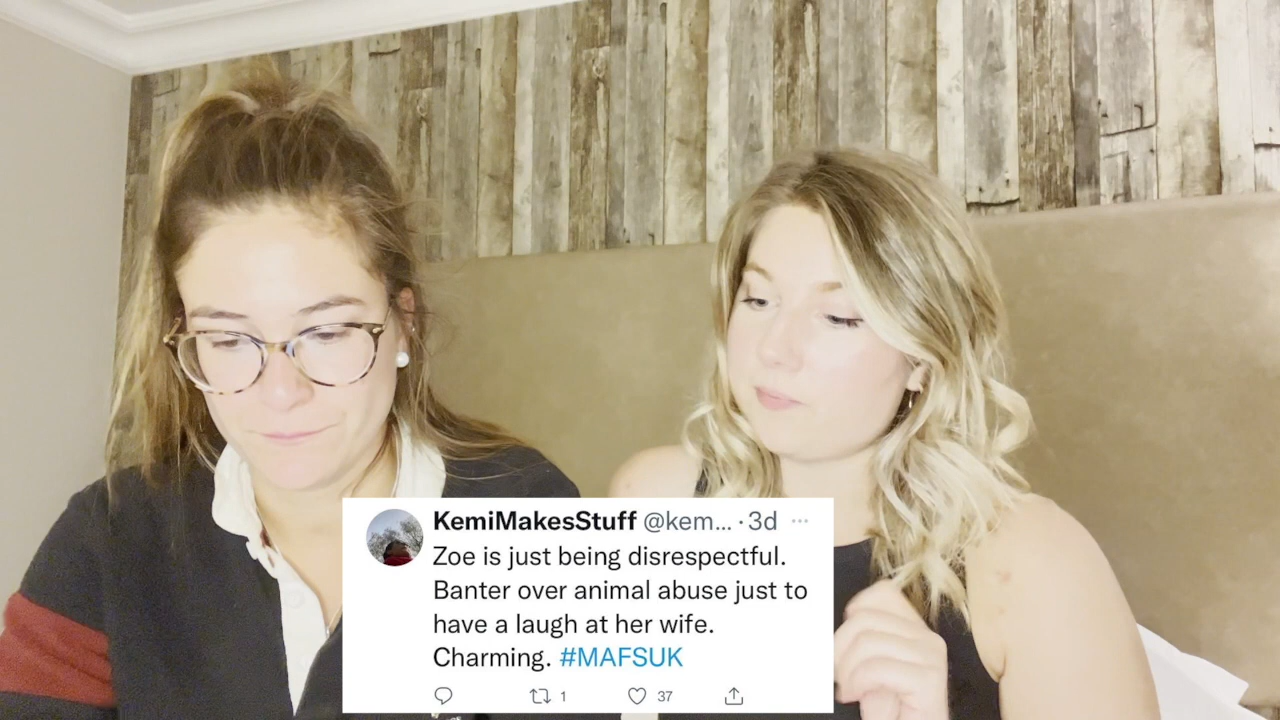 KemiMakesStuff @kem... · 3d ...
Zoe is just being disrespectful.
Banter over animal abuse just to
have a laugh at her wife.
Charming. #MAFSUK
1 37